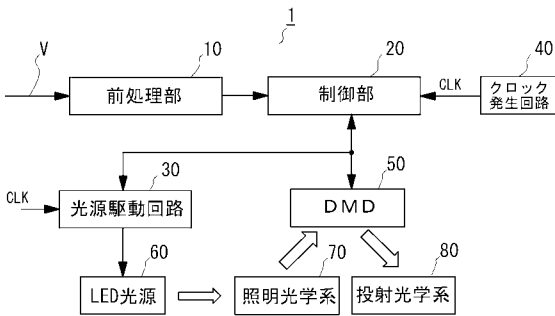 1
V
10
20
40
前処理部
制御部
CLK
クロック
発生回路
30
50
CLK
光源駆動回路
DMD
60
70
80
LED光源
照明光学系
投射光学系